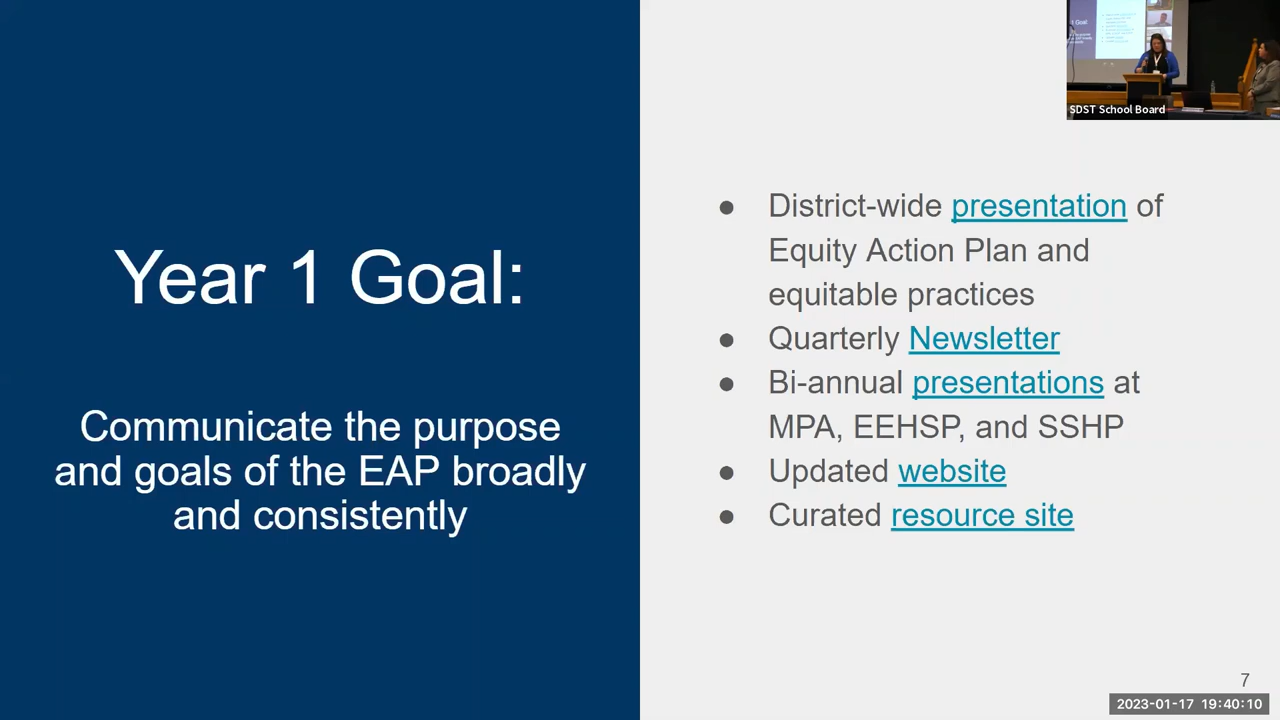 Year 1 Goal:
Communicate the purpose
and goals of the EAP broadly
and consistently
● District-wide presentation of
Equity Action Plan and
equitable practices
● Quarterly Newsletter
● Bi-annual presentations at
MPA, EEHSP, and SSHP
● Updated website
● Curated resource site
SDST School Board
7
2023-01-17 19:40:10